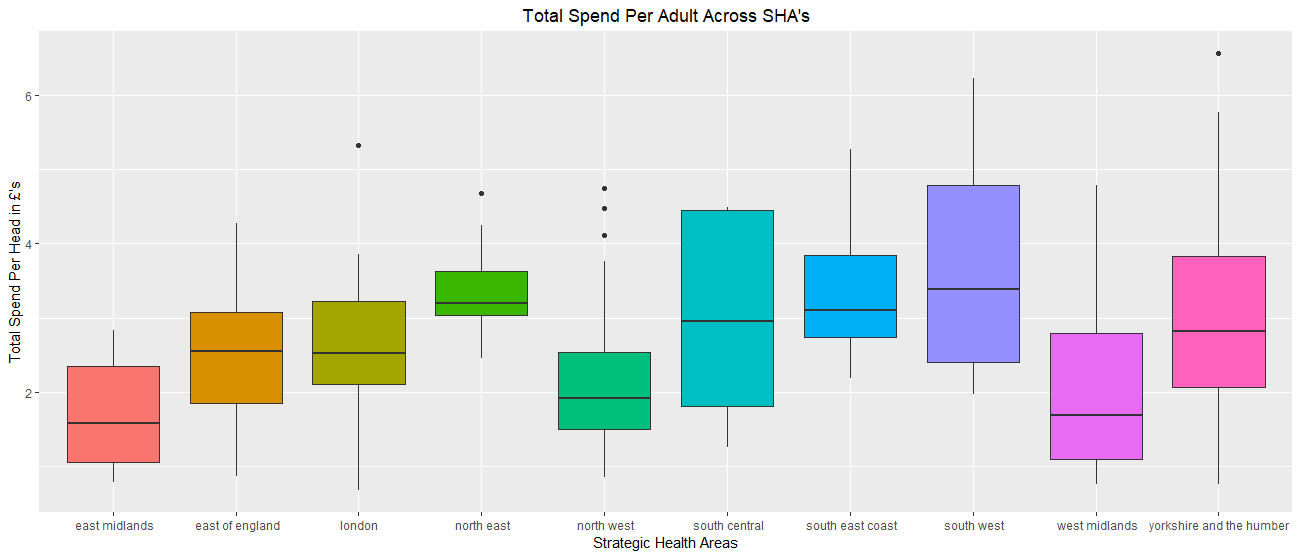 Total Spend Per Adult Across SHA's
Total Spend Per Head in £'s
6
4
2
east midlands
east of england
london
north east
north west
south central
south east coast
south west
west midlands
yorkshire and the humber
Strategic Health Areas